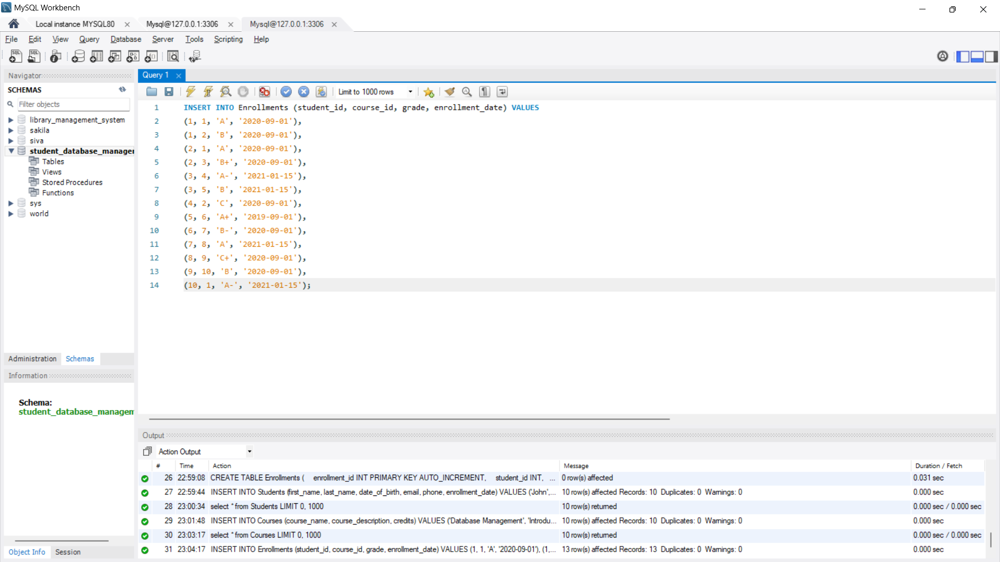 MySQL Workbench
Local instance MYSQL80
Mysql@127.0.0.1:3306
Mysql@127.0.0.1:3306
File Edit View Query Database Server Tools Scripting Help
Navigator
SCHEMAS
Filter objects
library_management_system
sakila
siva
student_database_manager
Tables
Views
Stored Procedures
Functions
sys
world
Administration Schemas
Information
Schema:
student_database_managem
Object Info Session
Query 1
Limit to 1000 rows
1 INSERT INTO Enrollments (student_id, course_id, grade, enrollment_date) VALUES
2 (1, 1, 'A', '2020-09-01'),
3 (1, 2, 'B', '2020-09-01'),
4 (2, 1, 'A', '2020-09-01'),
5 (2, 3, 'B+', '2020-09-01'),
6 (3, 4, 'A-', '2021-01-15'),
7 (3, 5, 'B', '2021-01-15'),
8 (4, 2, 'C', '2020-09-01'),
9 (5, 6, 'A+', '2019-09-01'),
10 (6, 7, 'B-', '2020-09-01'),
11 (7, 8, 'A', '2021-01-15'),
12 (8, 9, 'C+', '2020-09-01'),
13 (9, 10, 'B', '2020-09-01'),
14 (10, 1, 'A-', '2021-01-15');
Output
Action Output
# Time Action Message Duration / Fetch
26 22:59:08 CREATE TABLE Enrollments ( enrollment_id INT PRIMARY KEY AUTO_INCREMENT, student_id INT, ... 0 row(s) affected 0.031 sec
27 22:59:44 INSERT INTO Students (first_name, last_name, date_of_birth, email, phone, enrollment_date) VALUES ('John',... 10 row(s) affected Records: 10 Duplicates: 0 Warnings: 0 0.000 sec
28 23:00:34 select * from Students LIMIT 0, 1000 10 row(s) returned 0.000 sec / 0.000 sec
29 23:01:48 INSERT INTO Courses (course_name, course_description, credits) VALUES ('Database Management', 'Introdu... 10 row(s) affected Records: 10 Duplicates: 0 Warnings: 0 0.000 sec
30 23:03:17 select * from Courses LIMIT 0, 1000 10 row(s) returned 0.000 sec / 0.000 sec
31 23:04:17 INSERT INTO Enrollments (student_id, course_id, grade, enrollment_date) VALUES (1, 1, 'A', '2020-09-01'), (1,... 13 row(s) affected Records: 13 Duplicates: 0 Warnings: 0 0.000 sec